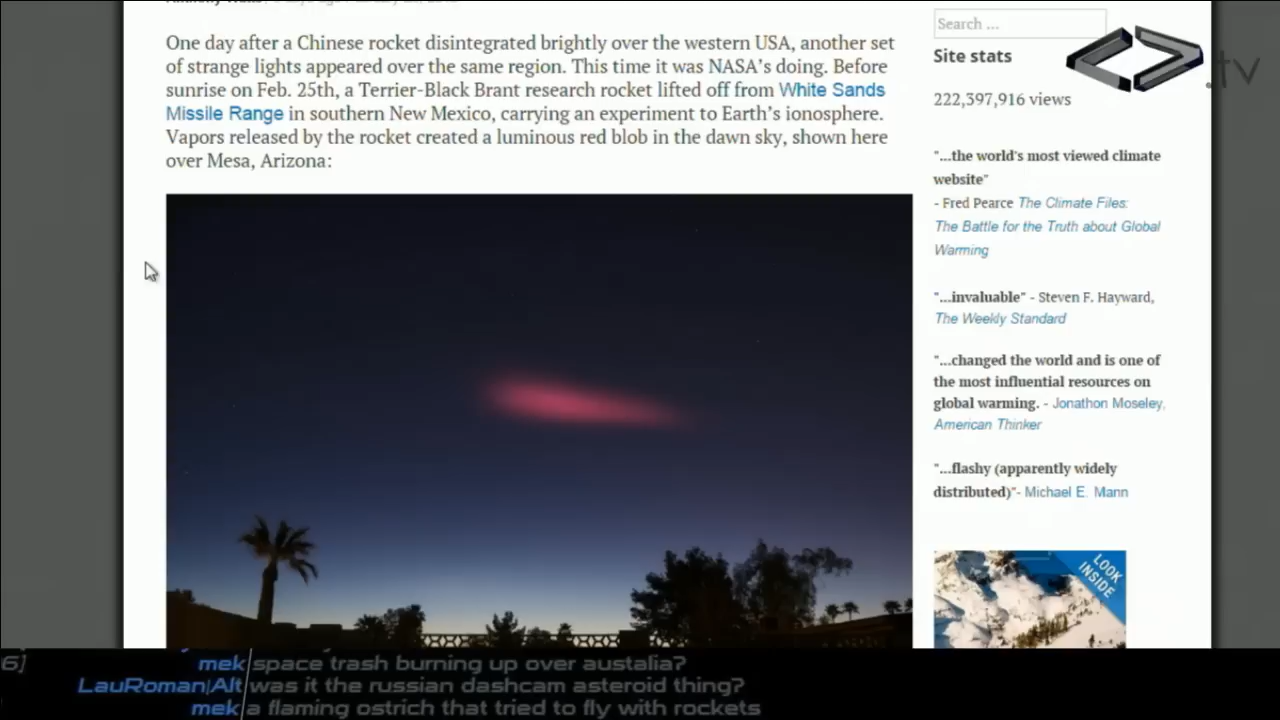 One day after a Chinese rocket disintegrated brightly over the western USA, another set
of strange lights appeared over the same region. This time it was NASA's doing. Before
sunrise on Feb. 25th, a Terrier-Black Brant research rocket lifted off from White Sands
Missile Range in southern New Mexico, carrying an experiment to Earth's ionosphere.
Vapors released by the rocket created a luminous red blob in the dawn sky, shown here
over Mesa, Arizona:
Search ...
Site stats
.tv
222,397,916 views
"...the world's most viewed climate
website"
- Fred Pearce The Climate Files:
The Battle for the Truth about Global
Warming
"...invaluable" - Steven F. Hayward,
The Weekly Standard
"...changed the world and is one of
the most influential resources on
global warming. - Jonathon Moseley,
American Thinker
"...flashy (apparently widely
distributed)"- Michael E. Mann
LOOK
INSIDE
6] mek space trash burning up over austalia?
LauRoman|Alt was it the russian dashcam asteroid thing?
mek a flaming ostrich that tried to fly with rockets